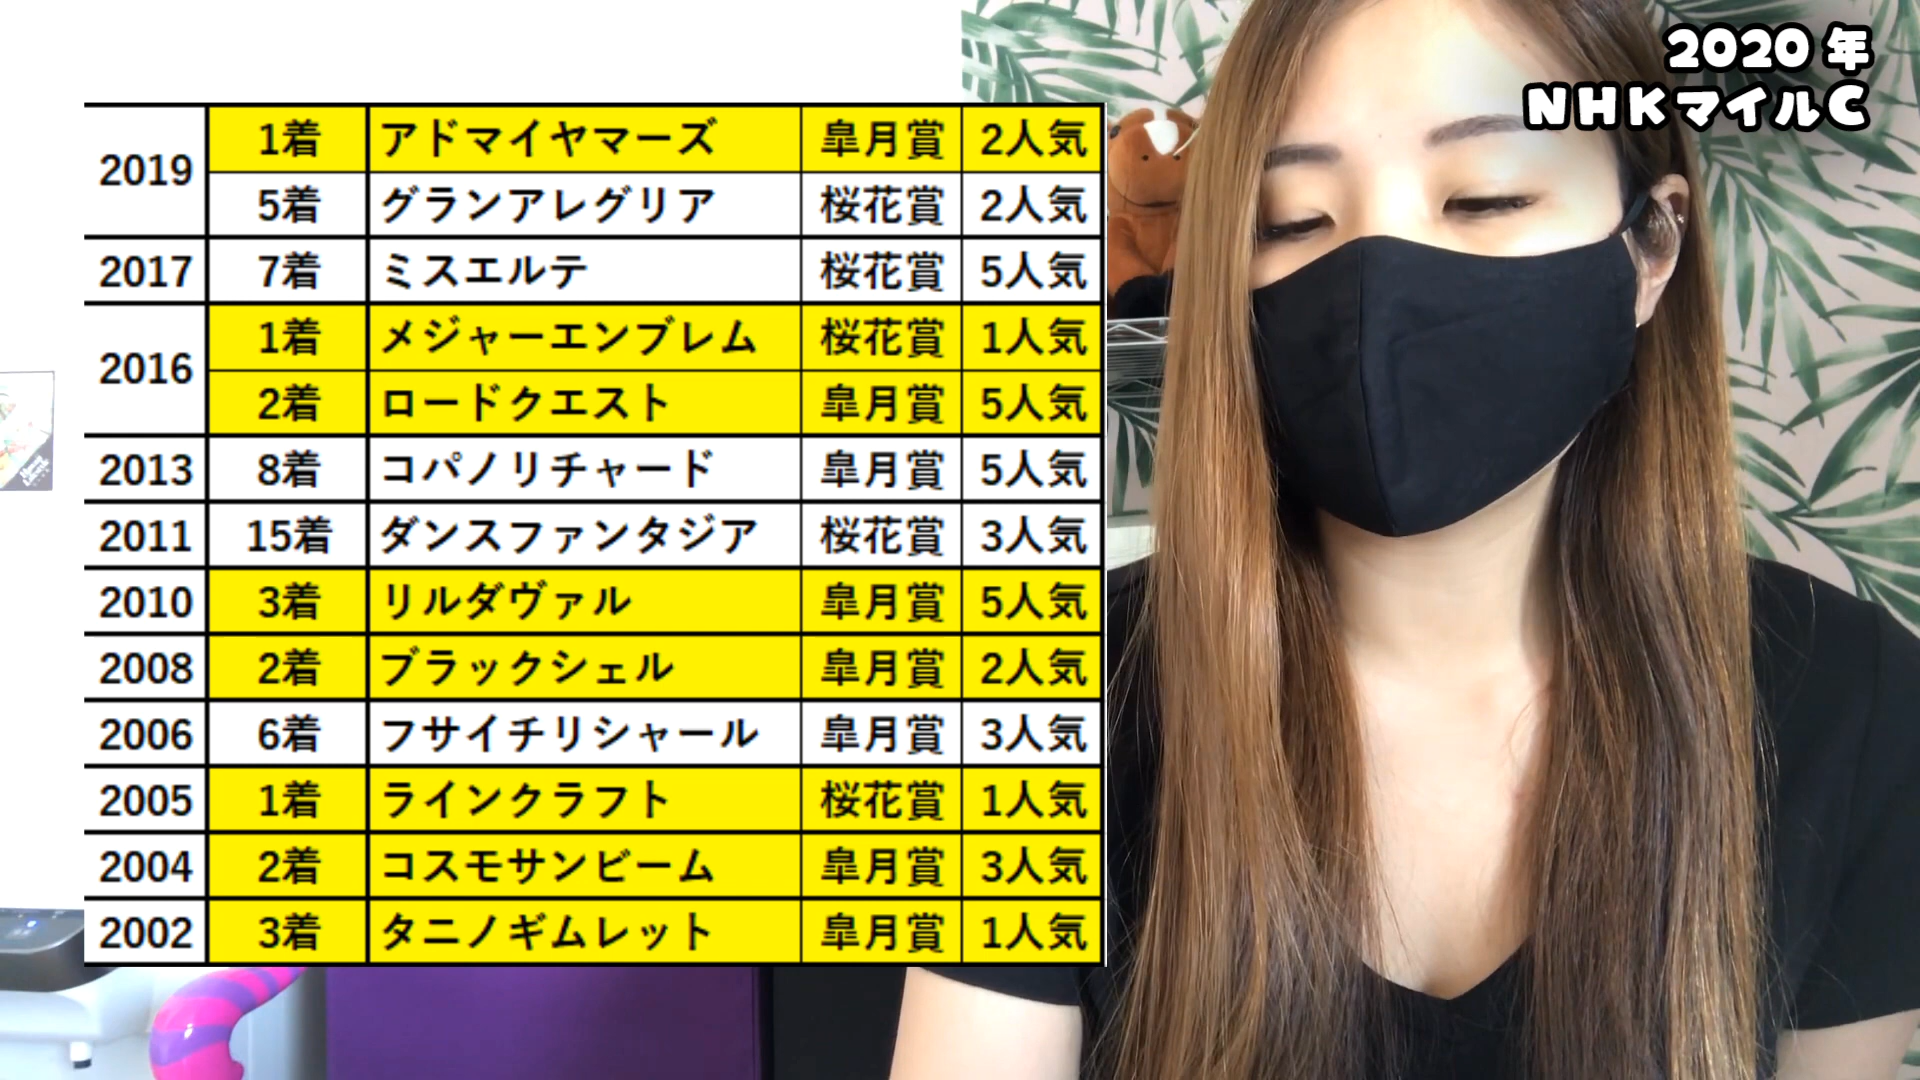 2020年
NHKマイルC
2019 1着 アドマイヤマーズ 皐月賞 2人気
5着 グランアレグリア 桜花賞 2人気
2017 7着 ミスエルテ 桜花賞 5人気
2016 1着 メジャーエンブレム 桜花賞 1人気
2着 ロードクエスト 皐月賞 5人気
2013 8着 コパノリチャード 皐月賞 5人気
2011 15着 ダンスファンタジア 桜花賞 3人気
2010 3着 リルダヴァル 皐月賞 5人気
2008 2着 ブラックシェル 皐月賞 2人気
2006 6着 フサイチリシャール 皐月賞 3人気
2005 1着 ラインクラフト 桜花賞 1人気
2004 2着 コスモサンビーム 皐月賞 3人気
2002 3着 タニノギムレット 皐月賞 1人気